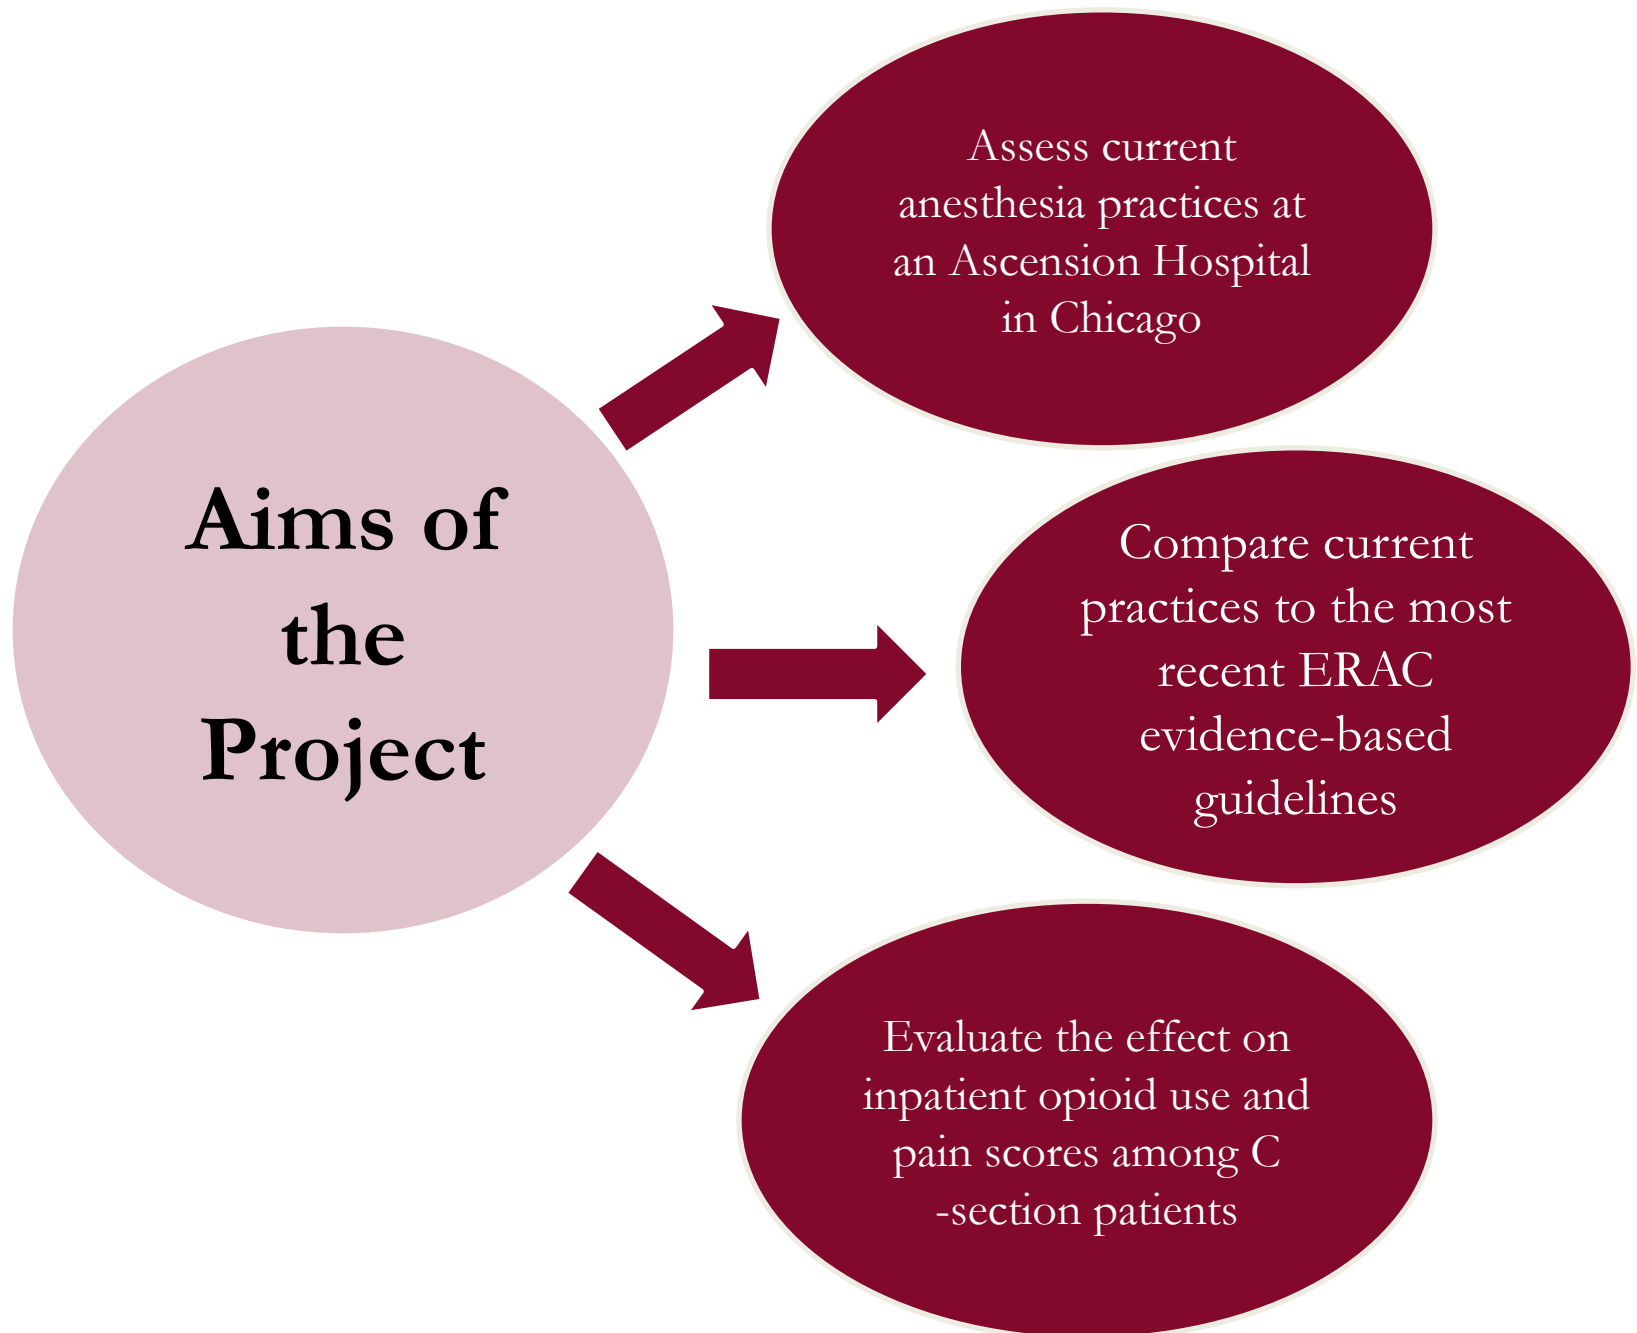 Aims of
the
Project
Assess current
anesthesia practices at
an Ascension Hospital
in Chicago
Compare current
practices to the most
recent ERAC
evidence-based
guidelines
Evaluate the effect on
inpatient opioid use and
pain scores among C
-section patients